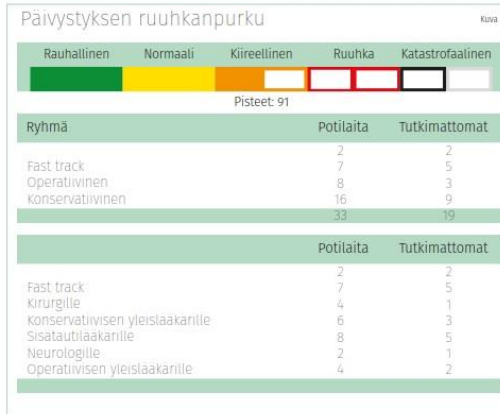 Päivystyksen ruuhkanpurku
Kuva
Rauhallinen Normaali Kiireellinen Ruuhka Katastrofaalinen
Pisteet: 91
Ryhmä Potilaita Tutkimattomat
2 2
Fast track 7 5
Operatiivinen 8 3
Konservatiivinen 16 9
33 19
Potilaita Tutkimattomat
2 2
Fast track 7 5
Kirurgille 4 1
Konservatiivisen yleislääkärille 6 3
Sisätautilääkärille 8 5
Neurologille 2 1
Operatiivisen yleislääkärille 4 2